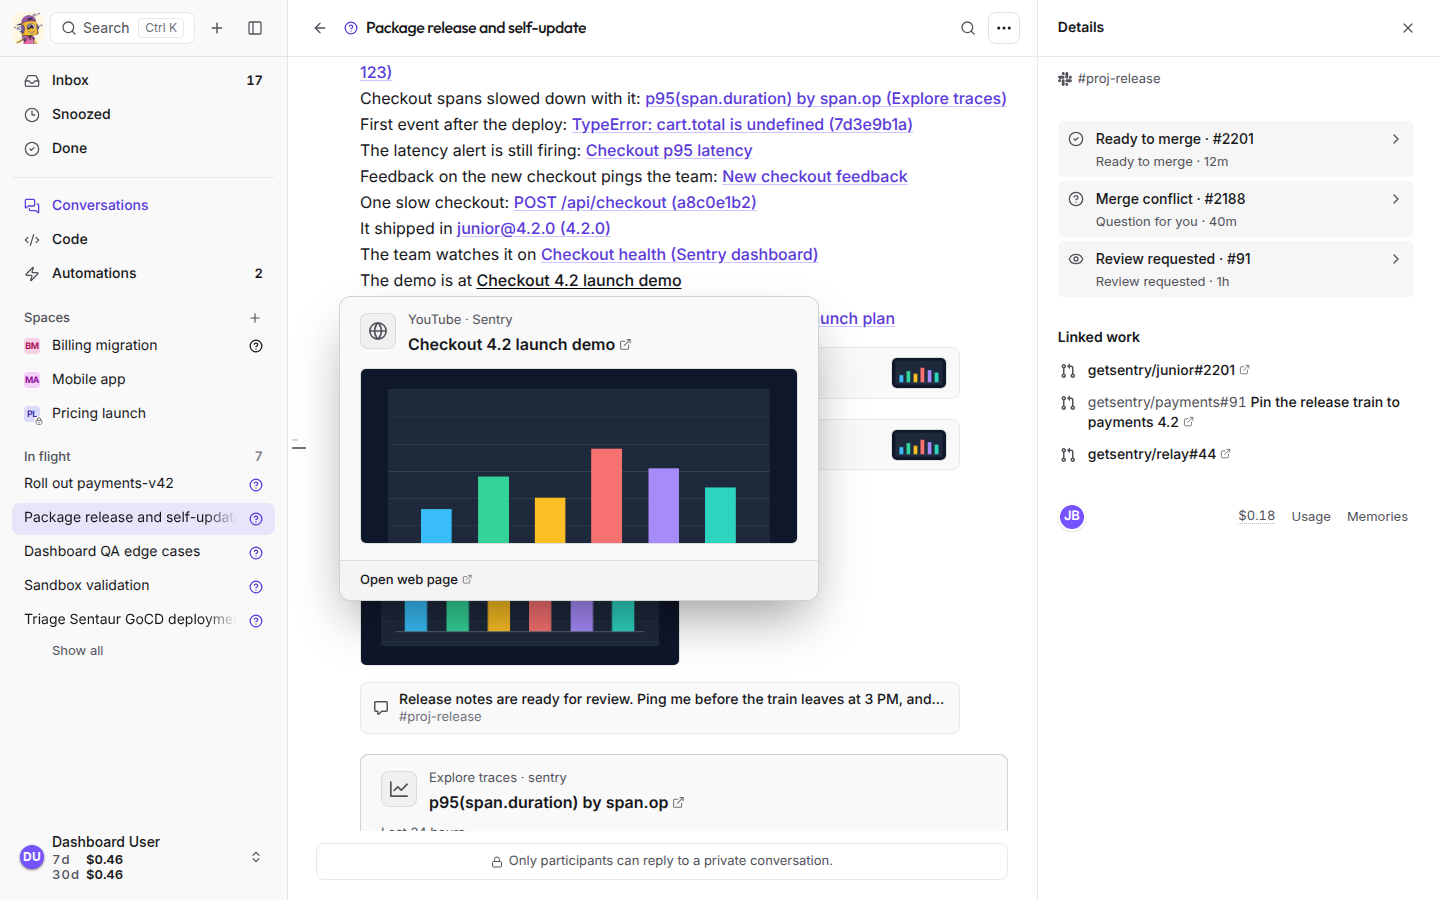 Search Ctrl K
Inbox 17
Snoozed
Done
Conversations
Code
Automations 2
Spaces
BM Billing migration
MA Mobile app
PL Pricing launch
In flight 7
Roll out payments-v42
Package release and self-updat
Dashboard QA edge cases
Sandbox validation
Triage Sentaur GoCD deployme
Show all
DU Dashboard User
7d $0.46
30d $0.46
Package release and self-update
123)
Checkout spans slowed down with it: p95(span.duration) by span.op (Explore traces)
First event after the deploy: TypeError: cart.total is undefined (7d3e9b1a)
The latency alert is still firing: Checkout p95 latency
Feedback on the new checkout pings the team: New checkout feedback
One slow checkout: POST /api/checkout (a8c0e1b2)
It shipped in junior@4.2.0 (4.2.0)
The team watches it on Checkout health (Sentry dashboard)
The demo is at Checkout 4.2 launch demo
unch plan
YouTube · Sentry
Checkout 4.2 launch demo
Open web page
Release notes are ready for review. Ping me before the train leaves at 3 PM, and...
#proj-release
Explore traces · sentry
p95(span.duration) by span.op
Last 24 hours
Only participants can reply to a private conversation.
Details
#proj-release
Ready to merge · #2201
Ready to merge · 12m
Merge conflict · #2188
Question for you · 40m
Review requested · #91
Review requested · 1h
Linked work
getsentry/junior#2201
getsentry/payments#91 Pin the release train to
payments 4.2
getsentry/relay#44
JB $0.18 Usage Memories